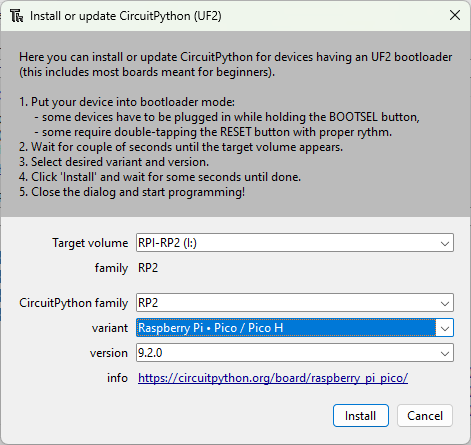 Install or update CircuitPython (UF2)
Here you can install or update CircuitPython for devices having an UF2 bootloader
(this includes most boards meant for beginners).
1. Put your device into bootloader mode:
- some devices have to be plugged in while holding the BOOTSEL button,
- some require double-tapping the RESET button with proper rythm.
2. Wait for couple of seconds until the target volume appears.
3. Select desired variant and version.
4. Click 'Install' and wait for some seconds until done.
5. Close the dialog and start programming!
Target volume RPI-RP2 (I:)
family RP2
CircuitPython family RP2
variant Raspberry Pi • Pico / Pico H
version 9.2.0
info https://circuitpython.org/board/raspberry_pi_pico/
Install Cancel